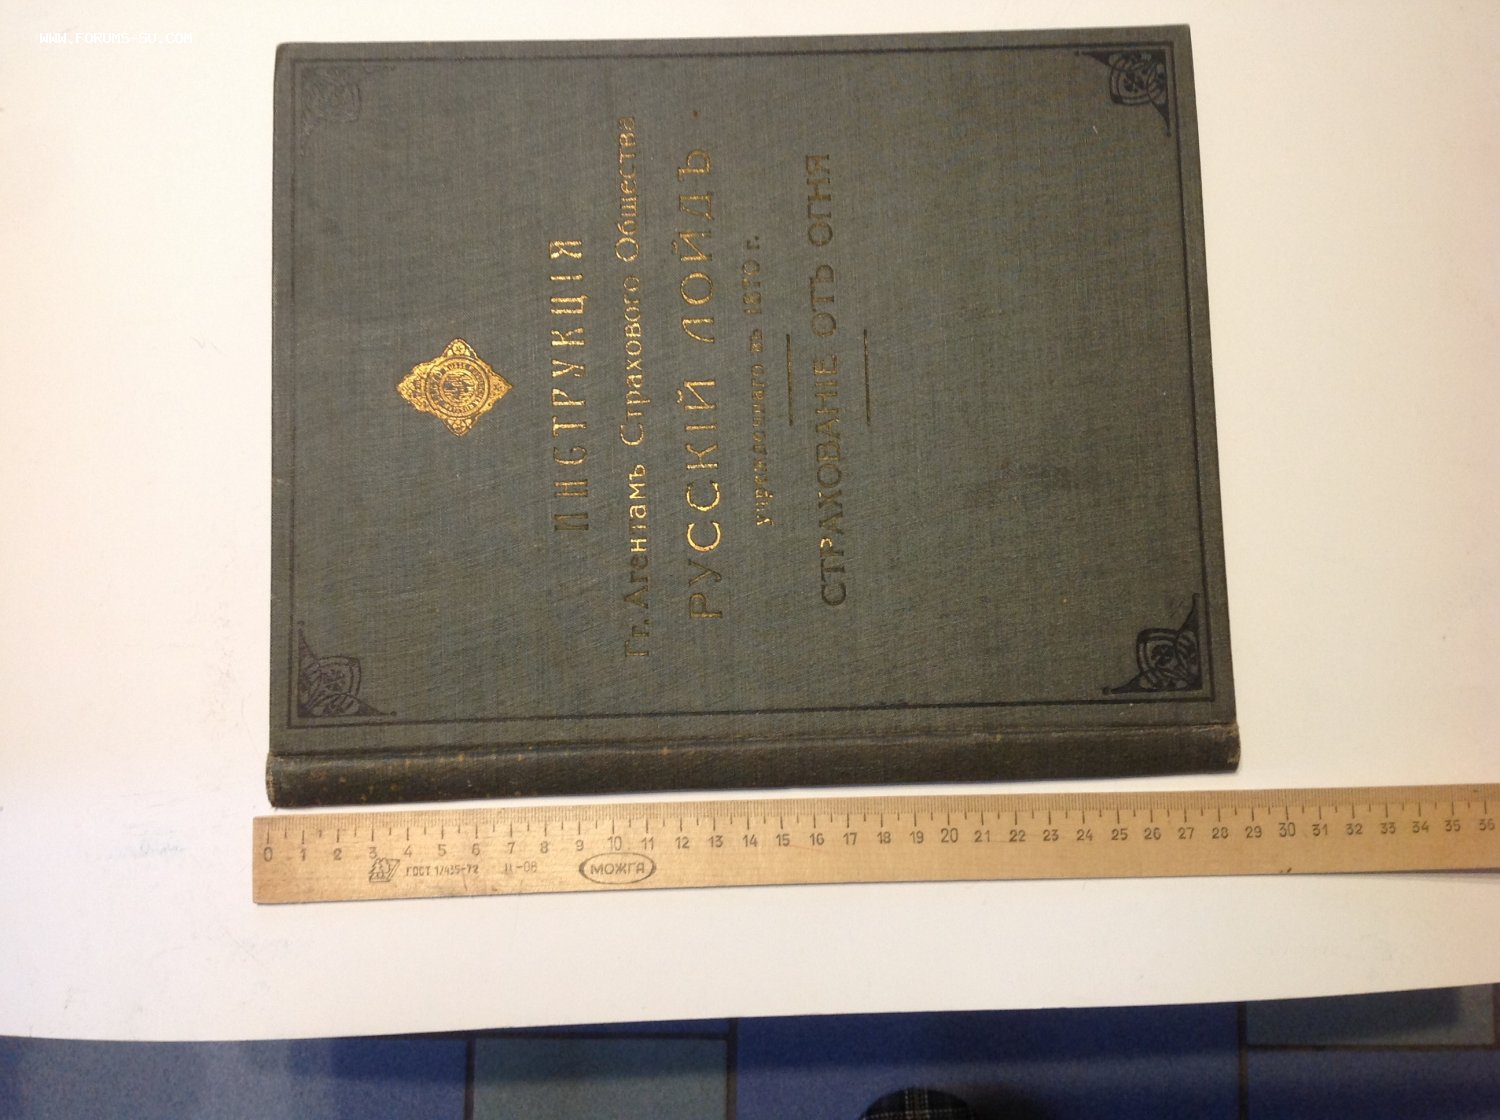 WWW.FORUMS-SU.COM
ИНСТРУКЦІЯ
Гг. Агентамъ Страхового Общества
РУССКІЙ ЛОЙДЪ.
учрежденнаго въ 1870 г.
СТРАХОВАНІЕ ОТЪ ОГНЯ
0 1 2 3 4 5 6 7 8 9 10 11 12 13 14 15 16 17 18 19 20 21 22 23 24 25 26 27 28 29 30 31 32 33 34 35 36
ГОСТ 17435-72
МОЖГА